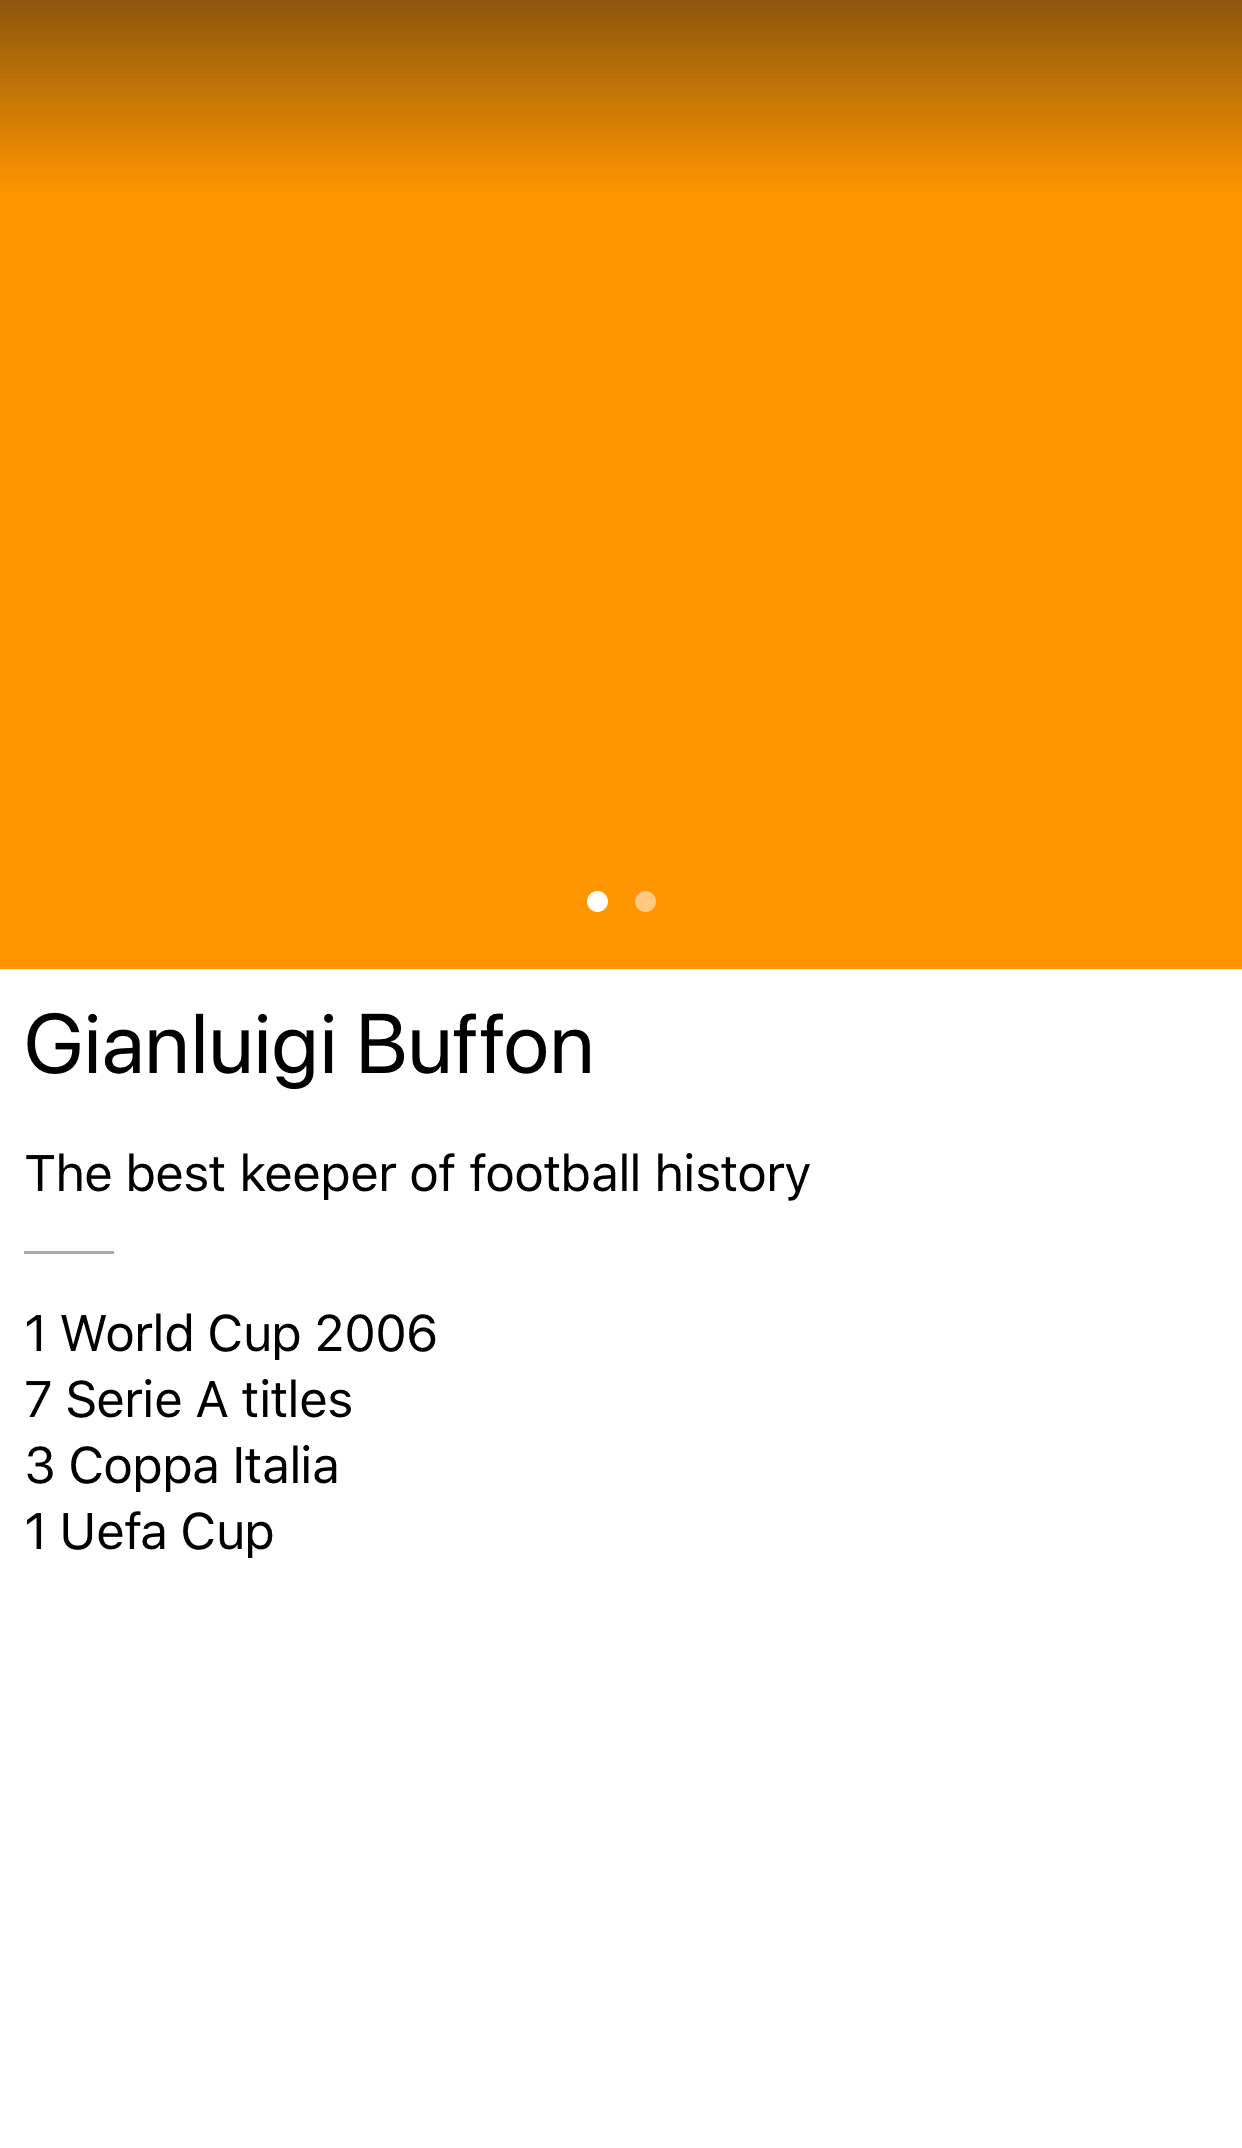 Gianluigi Buffon
The best keeper of football history
1 World Cup 2006
7 Serie A titles
3 Coppa Italia
1 Uefa Cup